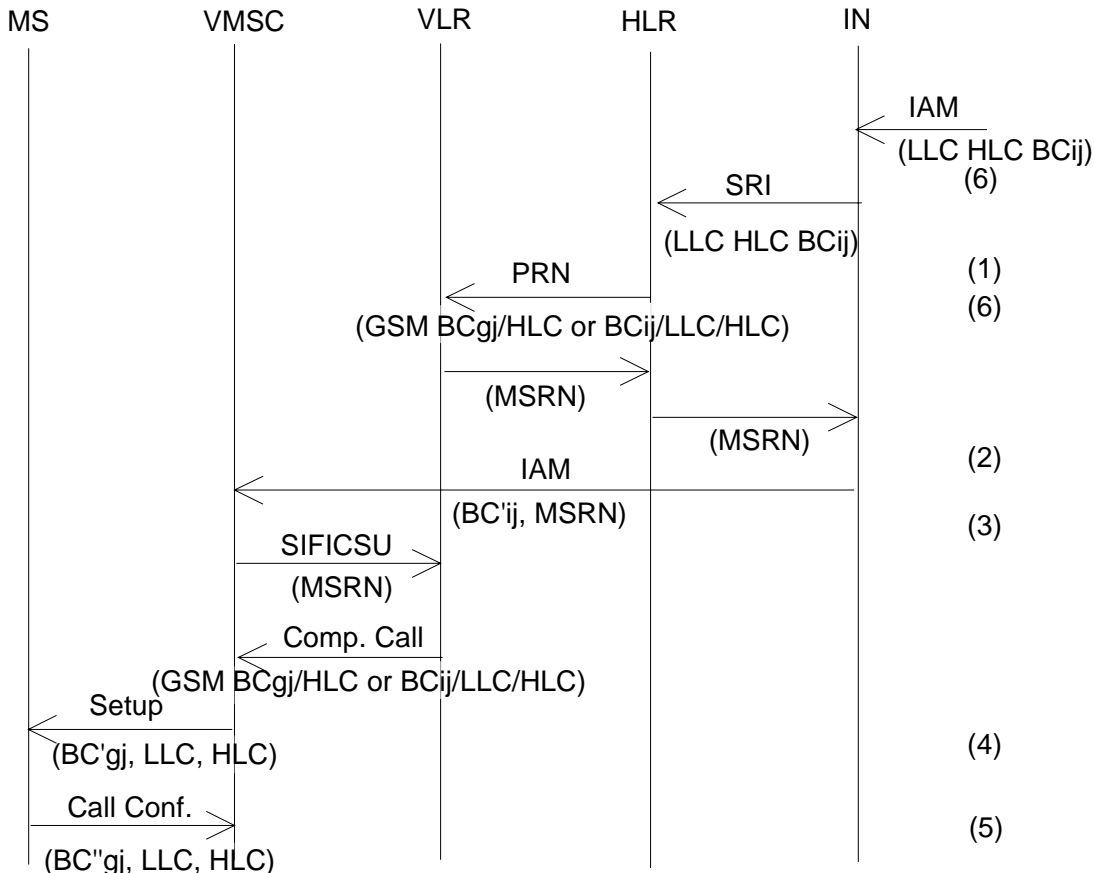 MS VMSC VLR HLR IN
IAM
(LLC HLC BCij)
(6)
SRI
(LLC HLC BCij)
(1)
PRN
(6)
(GSM BCgj/HLC or BCij/LLC/HLC)
(MSRN)
(MSRN)
(2)
IAM
(BC'ij, MSRN)
(3)
SIFICSU
(MSRN)
Comp. Call
(GSM BCgj/HLC or BCij/LLC/HLC)
Setup
(BC'gj, LLC, HLC)
(4)
Call Conf.
(5)
(BC''gj, LLC, HLC)